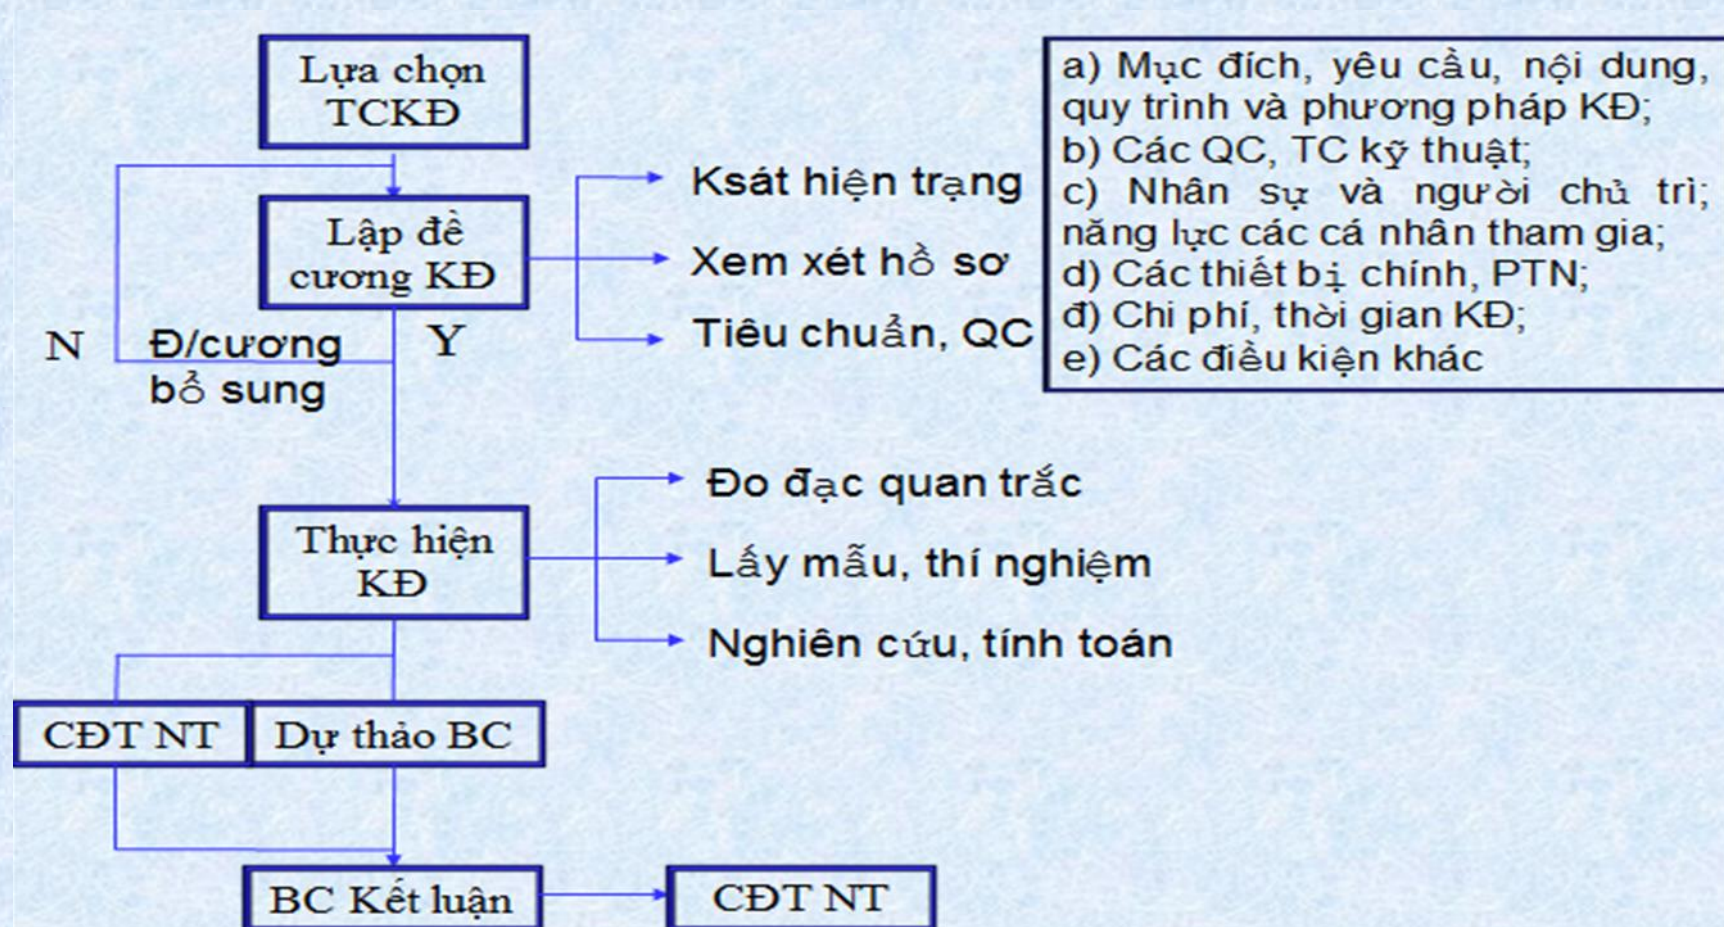 Lựa chọn
TCKĐ
Lập đề
cương KĐ
Ksát hiện trạng
Xem xét hồ sơ
Tiêu chuẩn, QC
a) Mục đích, yêu cầu, nội dung,
quy trình và phương pháp KĐ;
b) Các QC, TC kỹ thuật;
c) Nhân sự và người chủ trì;
năng lực các cá nhân tham gia;
d) Các thiết bị chính, PTN;
đ) Chi phí, thời gian KĐ;
e) Các điều kiện khác
N
Đ/cương
bổ sung
Y
Thực hiện
KĐ
Đo đạc quan trắc
Lấy mẫu, thí nghiệm
Nghiên cứu, tính toán
CĐT NT
Dự thảo BC
BC Kết luận
CĐT NT